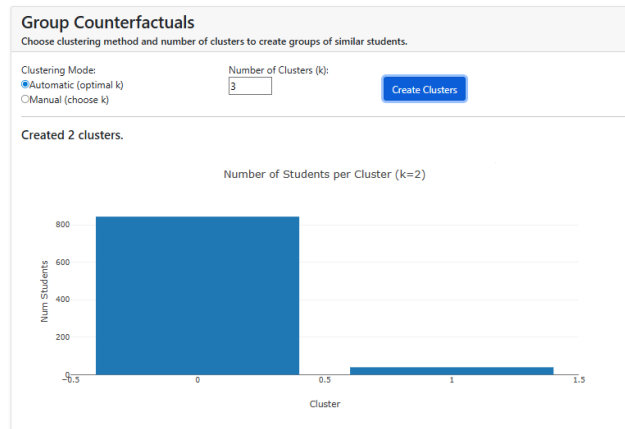 Group Counterfactuals
Choose clustering method and number of clusters to create groups of similar students.
Clustering Mode:
Automatic (optimal k)
Manual (choose k)
Number of Clusters (k):
3
Create Clusters
Created 2 clusters.
Number of Students per Cluster (k=2)
Num Students
800
600
400
200
0
−0.5 0 0.5 1 1.5
Cluster